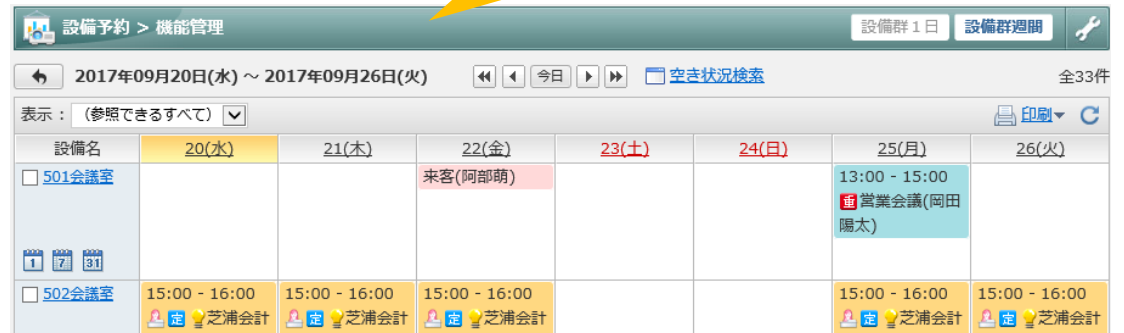 設備予約 > 機能管理
設備群1日 設備群週間
2017年09月20日(水) ～ 2017年09月26日(火) 今日 空き状況検索 全33件
表示： (参照できるすべて) 印刷
設備名 20(水) 21(木) 22(金) 23(土) 24(日) 25(月) 26(火)
501会議室 来客(阿部萌) 13:00 - 15:00
重 営業会議(岡田
陽太)
1 7 31
502会議室 15:00 - 16:00 15:00 - 16:00 15:00 - 16:00 15:00 - 16:00 15:00 - 16:00
定 芝浦会計 定 芝浦会計 定 芝浦会計 定 芝浦会計 定 芝浦会計